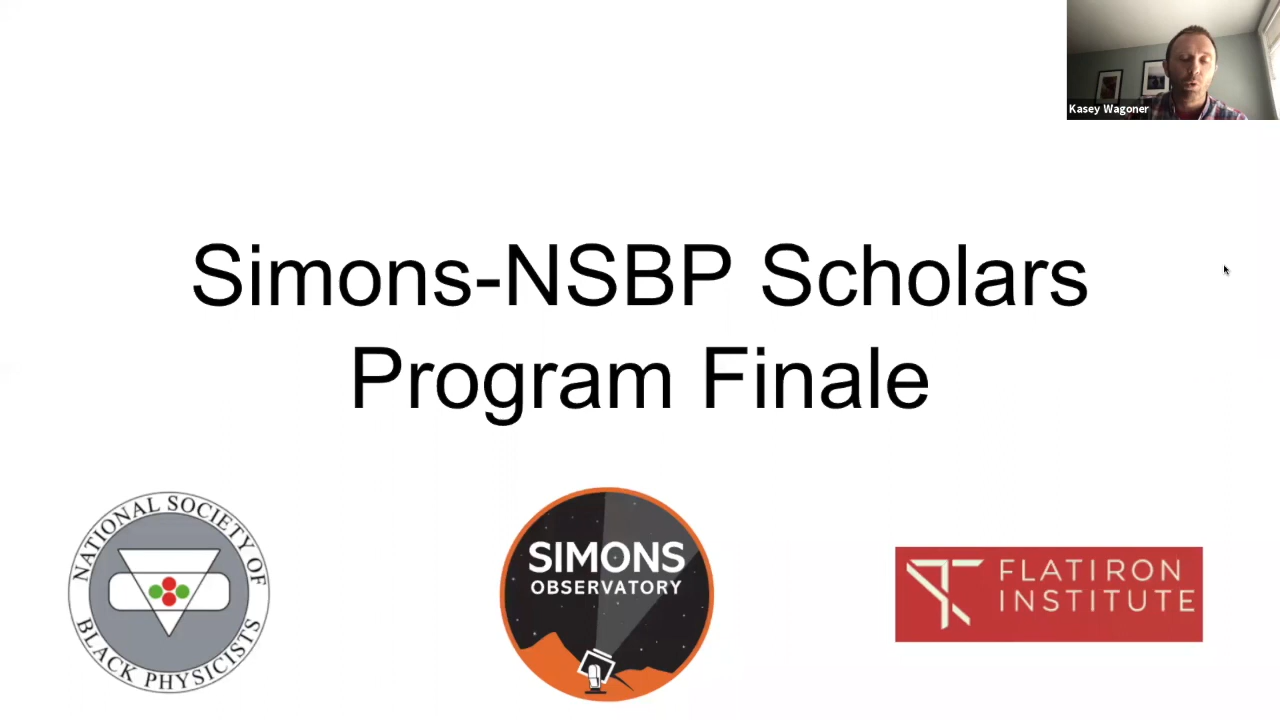 Kasey Wagoner
Simons-NSBP Scholars
Program Finale
NATIONAL SOCIETY OF
BLACK PHYSICISTS
SIMONS
OBSERVATORY
FLATIRON
INSTITUTE